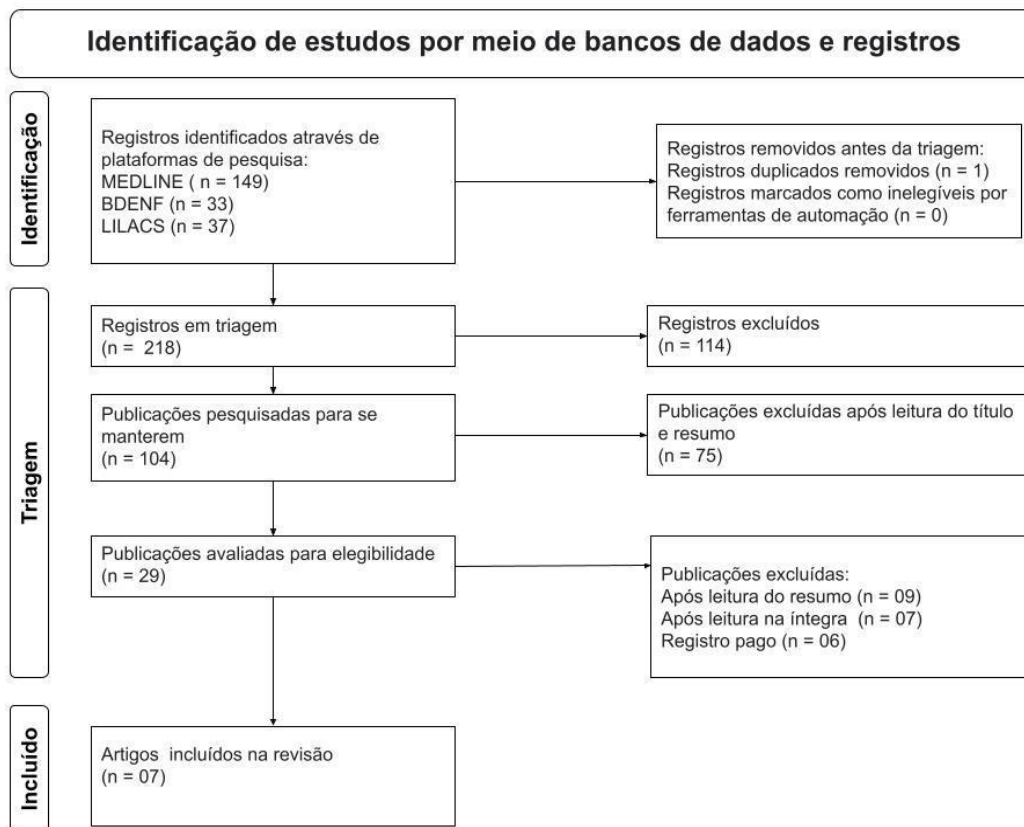 Identificação de estudos por meio de bancos de dados e registros
Identificação
Registros identificados através de
plataformas de pesquisa:
MEDLINE ( n = 149)
BDENF (n = 33)
LILACS (n = 37)
Registros removidos antes da triagem:
Registros duplicados removidos (n = 1)
Registros marcados como inelegíveis por
ferramentas de automação (n = 0)
Triagem
Registros em triagem
(n = 218)
Registros excluídos
(n = 114)
Publicações pesquisadas para se
manterem
(n = 104)
Publicações excluídas após leitura do título
e resumo
(n = 75)
Publicações avaliadas para elegibilidade
(n = 29)
Publicações excluídas:
Após leitura do resumo (n = 09)
Após leitura na íntegra (n = 07)
Registro pago (n = 06)
Incluído
Artigos incluídos na revisão
(n = 07)